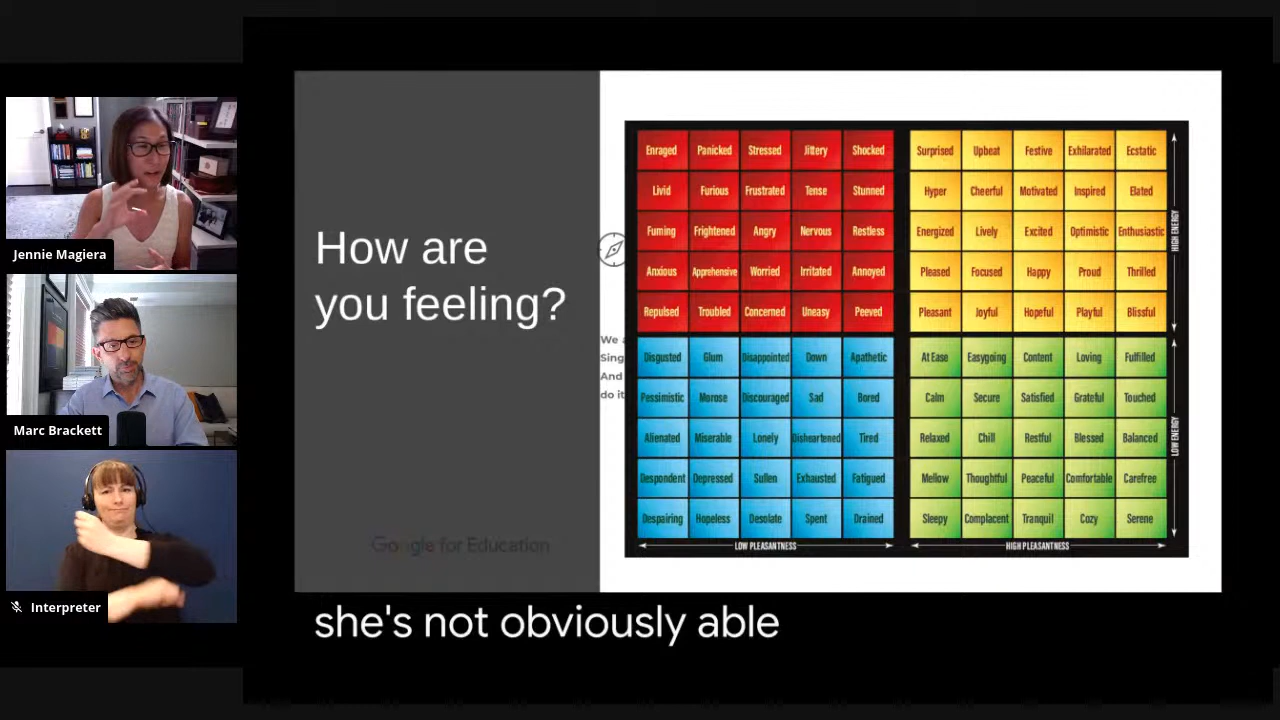 Jennie Magiera
Marc Brackett
Interpreter
How are
you feeling?
Google for Education
We a
Sing
And
do it
Enraged Panicked Stressed Jittery Shocked
Livid Furious Frustrated Tense Stunned
Fuming Frightened Angry Nervous Restless
Anxious Apprehensive Worried Irritated Annoyed
Repulsed Troubled Concerned Uneasy Peeved
Disgusted Glum Disappointed Down Apathetic
Pessimistic Morose Discouraged Sad Bored
Alienated Miserable Lonely Disheartened Tired
Despondent Depressed Sullen Exhausted Fatigued
Despairing Hopeless Desolate Spent Drained
LOW PLEASANTNESS
Surprised Upbeat Festive Exhilarated Ecstatic
Hyper Cheerful Motivated Inspired Elated
Energized Lively Excited Optimistic Enthusiastic
Pleased Focused Happy Proud Thrilled
Pleasant Joyful Hopeful Playful Blissful
At Ease Easygoing Content Loving Fulfilled
Calm Secure Satisfied Grateful Touched
Relaxed Chill Restful Blessed Balanced
Mellow Thoughtful Peaceful Comfortable Carefree
Sleepy Complacent Tranquil Cozy Serene
HIGH PLEASANTNESS
HIGH ENERGY
LOW ENERGY
she's not obviously able